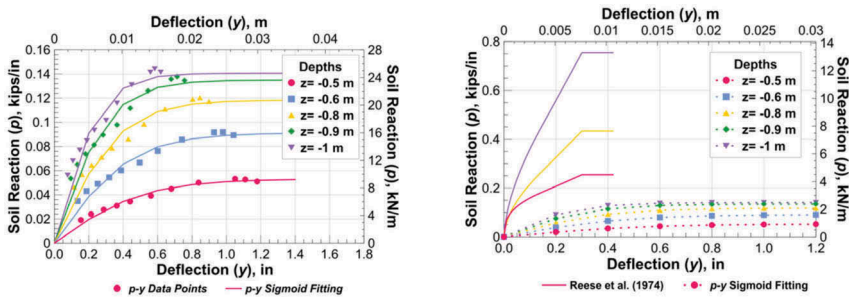 Deflection (y), m
0 0.01 0.02 0.03 0.04
0.16
0.14
0.12
0.1
0.08
0.06
0.04
0.02
0
Soil Reaction (p), kips/in
28
24
20
16
12
8
4
0
Soil Reaction (p), kN/m
Depths
z= -0.5 m
z= -0.6 m
z= -0.8 m
z= -0.9 m
z= -1 m
0.0 0.2 0.4 0.6 0.8 1.0 1.2 1.4 1.6 1.8
Deflection (y), in
p-y Data Points p-y Sigmoid Fitting
Deflection (y), m
0 0.005 0.01 0.015 0.02 0.025 0.03
0.8
0.6
0.4
0.2
0.0
Soil Reaction (p), kips/in
14
12
10
8
6
4
2
0
Soil Reaction (p), kN/m
Depths
z= -0.5 m
z= -0.6 m
z= -0.8 m
z= -0.9 m
z= -1 m
0.0 0.2 0.4 0.6 0.8 1.0 1.2
Deflection (y), in
Reese et al. (1974) p-y Sigmoid Fitting